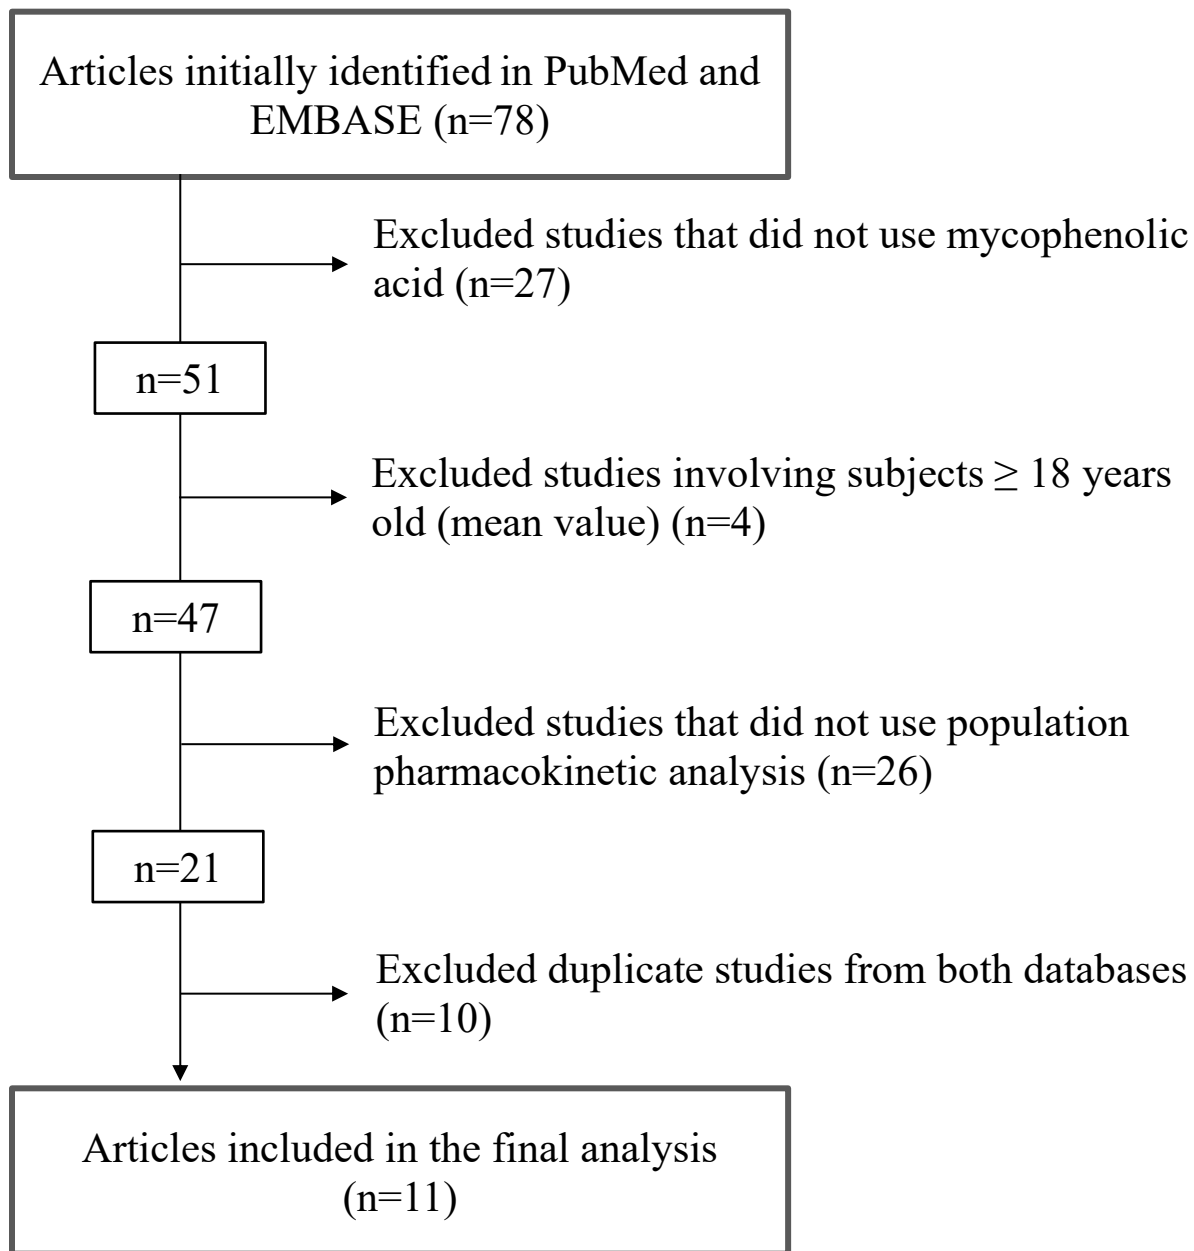 Articles initially identified in PubMed and
EMBASE (n=78)
Excluded studies that did not use mycophenolic
acid (n=27)
n=51
Excluded studies involving subjects ≥ 18 years
old (mean value) (n=4)
n=47
Excluded studies that did not use population
pharmacokinetic analysis (n=26)
n=21
Excluded duplicate studies from both databases
(n=10)
Articles included in the final analysis
(n=11)